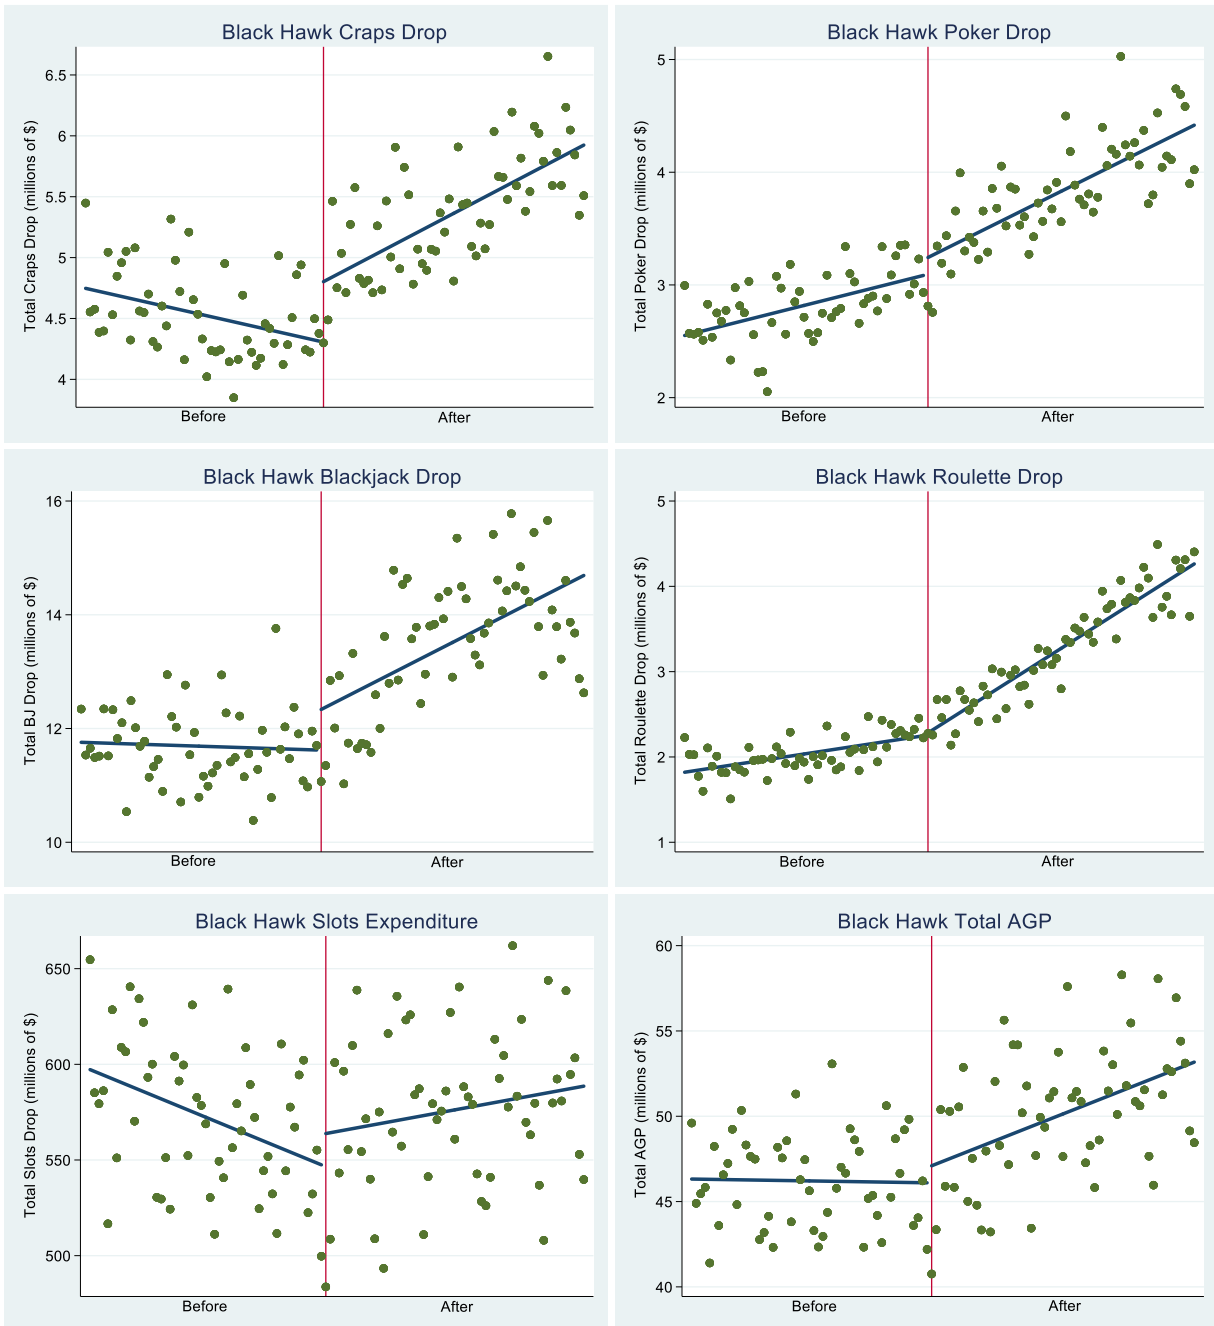 Black Hawk Craps Drop
Total Craps Drop (millions of $)
6.5
6
5.5
5
4.5
4
Before
After
Black Hawk Poker Drop
Total Poker Drop (millions of $)
5
4
3
2
Before
After
Black Hawk Blackjack Drop
Total BJ Drop (millions of $)
16
14
12
10
Before
After
Black Hawk Roulette Drop
Total Roulette Drop (millions of $)
5
4
3
2
1
Before
After
Black Hawk Slots Expenditure
Total Slots Drop (millions of $)
650
600
550
500
Before
After
Black Hawk Total AGP
Total AGP (millions of $)
60
55
50
45
40
Before
After